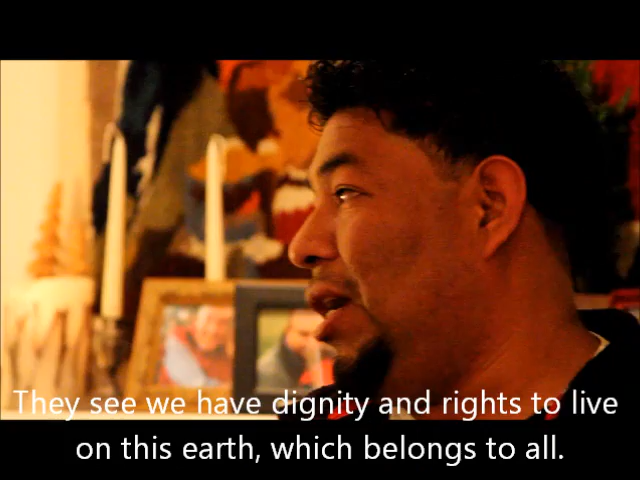 They see we have dignity and rights to live
on this earth, which belongs to all.